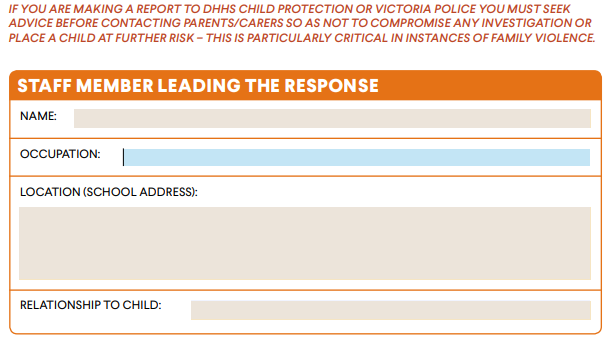 IF YOU ARE MAKING A REPORT TO DHHS CHILD PROTECTION OR VICTORIA POLICE YOU MUST SEEK
ADVICE BEFORE CONTACTING PARENTS/CARERS SO AS NOT TO COMPROMISE ANY INVESTIGATION OR
PLACE A CHILD AT FURTHER RISK – THIS IS PARTICULARLY CRITICAL IN INSTANCES OF FAMILY VIOLENCE.
STAFF MEMBER LEADING THE RESPONSE
NAME:
OCCUPATION:
LOCATION (SCHOOL ADDRESS):
RELATIONSHIP TO CHILD: